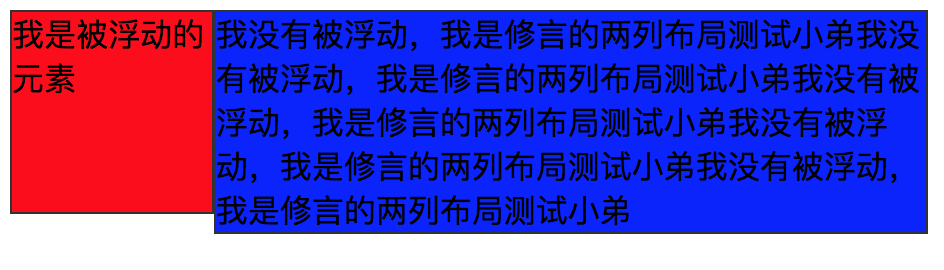 我是被浮动的
元素
我没有被浮动，我是修言的两列布局测试小弟我没
有被浮动，我是修言的两列布局测试小弟我没有被
浮动，我是修言的两列布局测试小弟我没有被浮
动，我是修言的两列布局测试小弟我没有被浮动，
我是修言的两列布局测试小弟